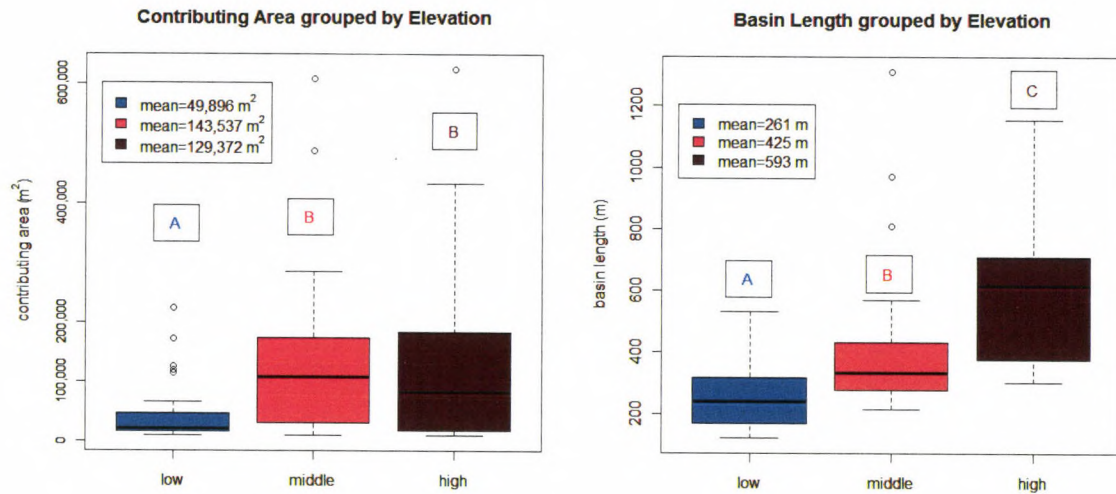 Contributing Area grouped by Elevation
contributing area (m²)
600,000
400,000
200,000
100,000
0
mean=49,896 m²
mean=143,537 m²
mean=129,372 m²
A
B
B
low
middle
high
Basin Length grouped by Elevation
basin length (m)
1200
1000
800
600
400
200
mean=261 m
mean=425 m
mean=593 m
A
B
C
low
middle
high